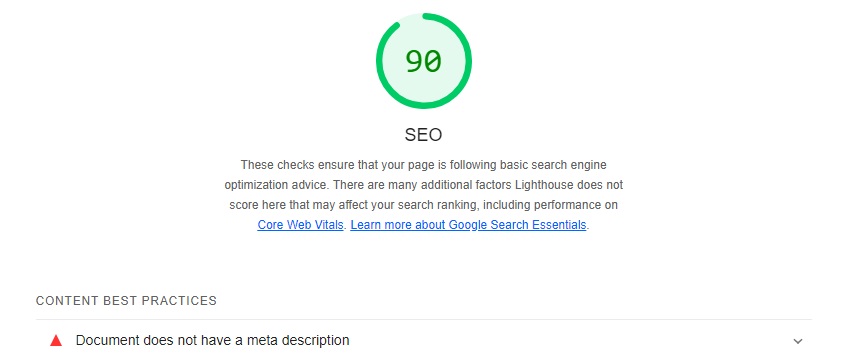 90
SEO
These checks ensure that your page is following basic search engine
optimization advice. There are many additional factors Lighthouse does not
score here that may affect your search ranking, including performance on
Core Web Vitals. Learn more about Google Search Essentials.
CONTENT BEST PRACTICES
Document does not have a meta description